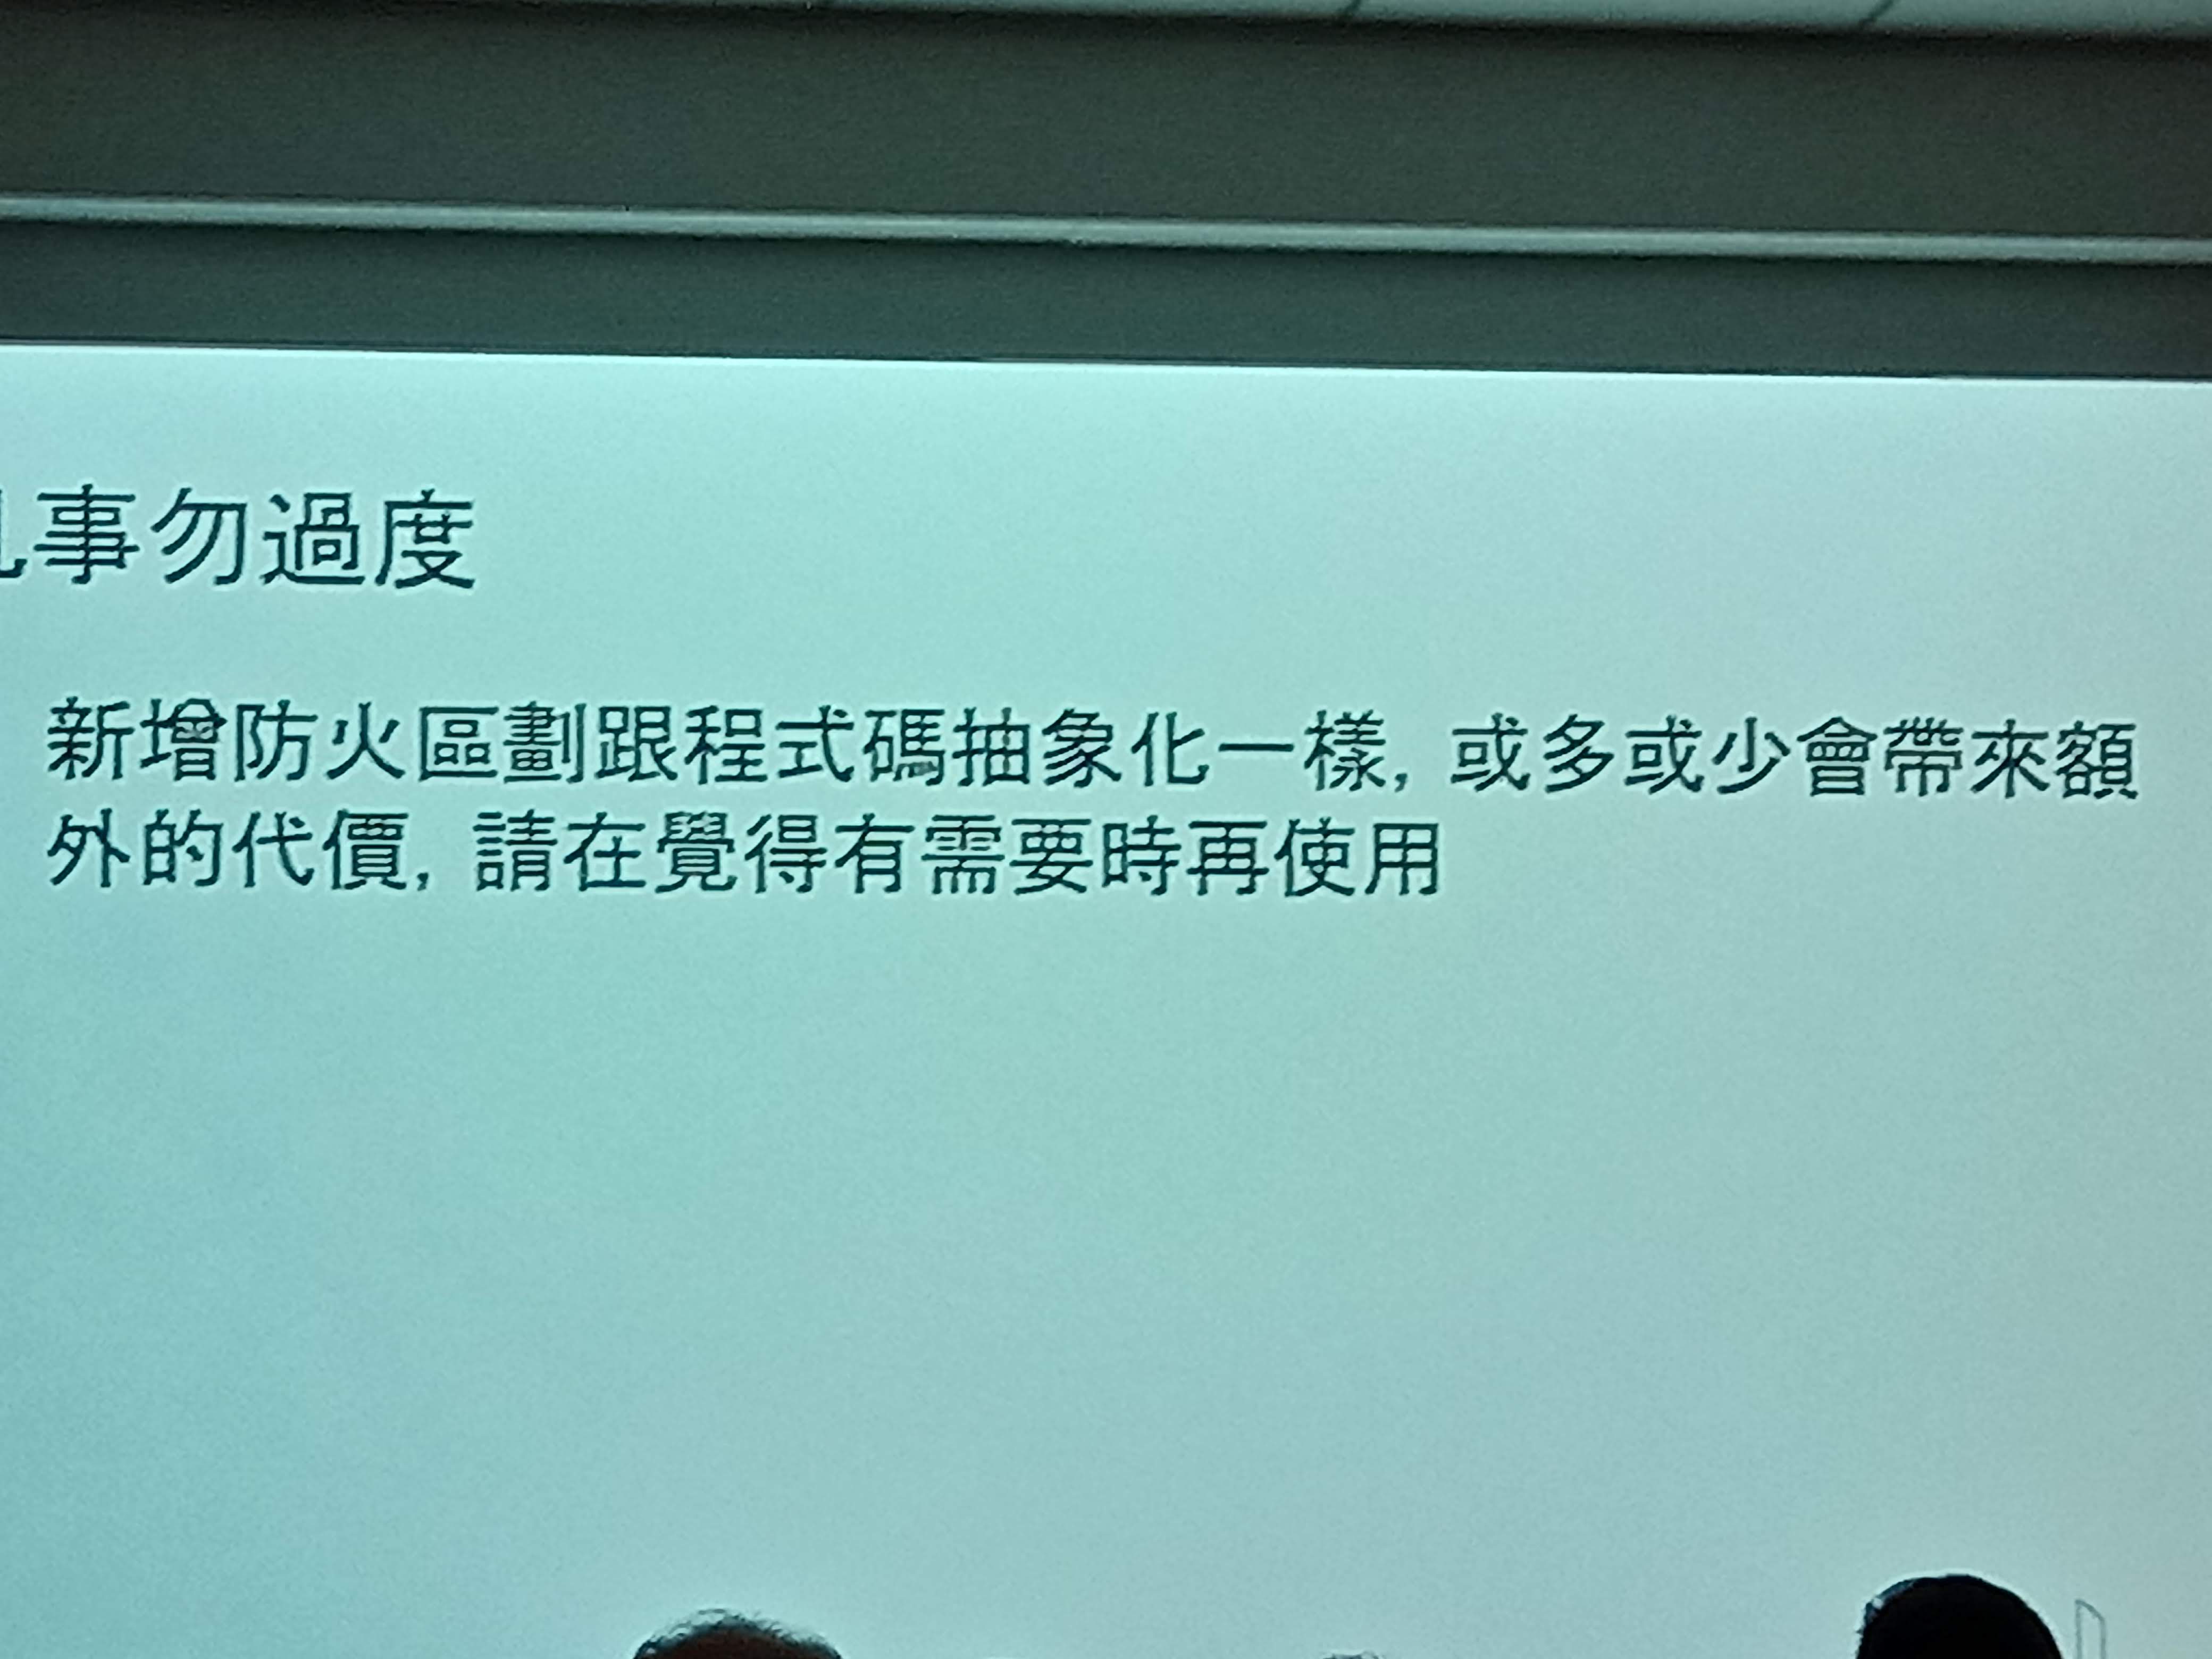 事勿過度
新增防火區劃跟程式碼抽象化一樣, 或多或少會帶來額
外的代價, 請在覺得有需要時再使用